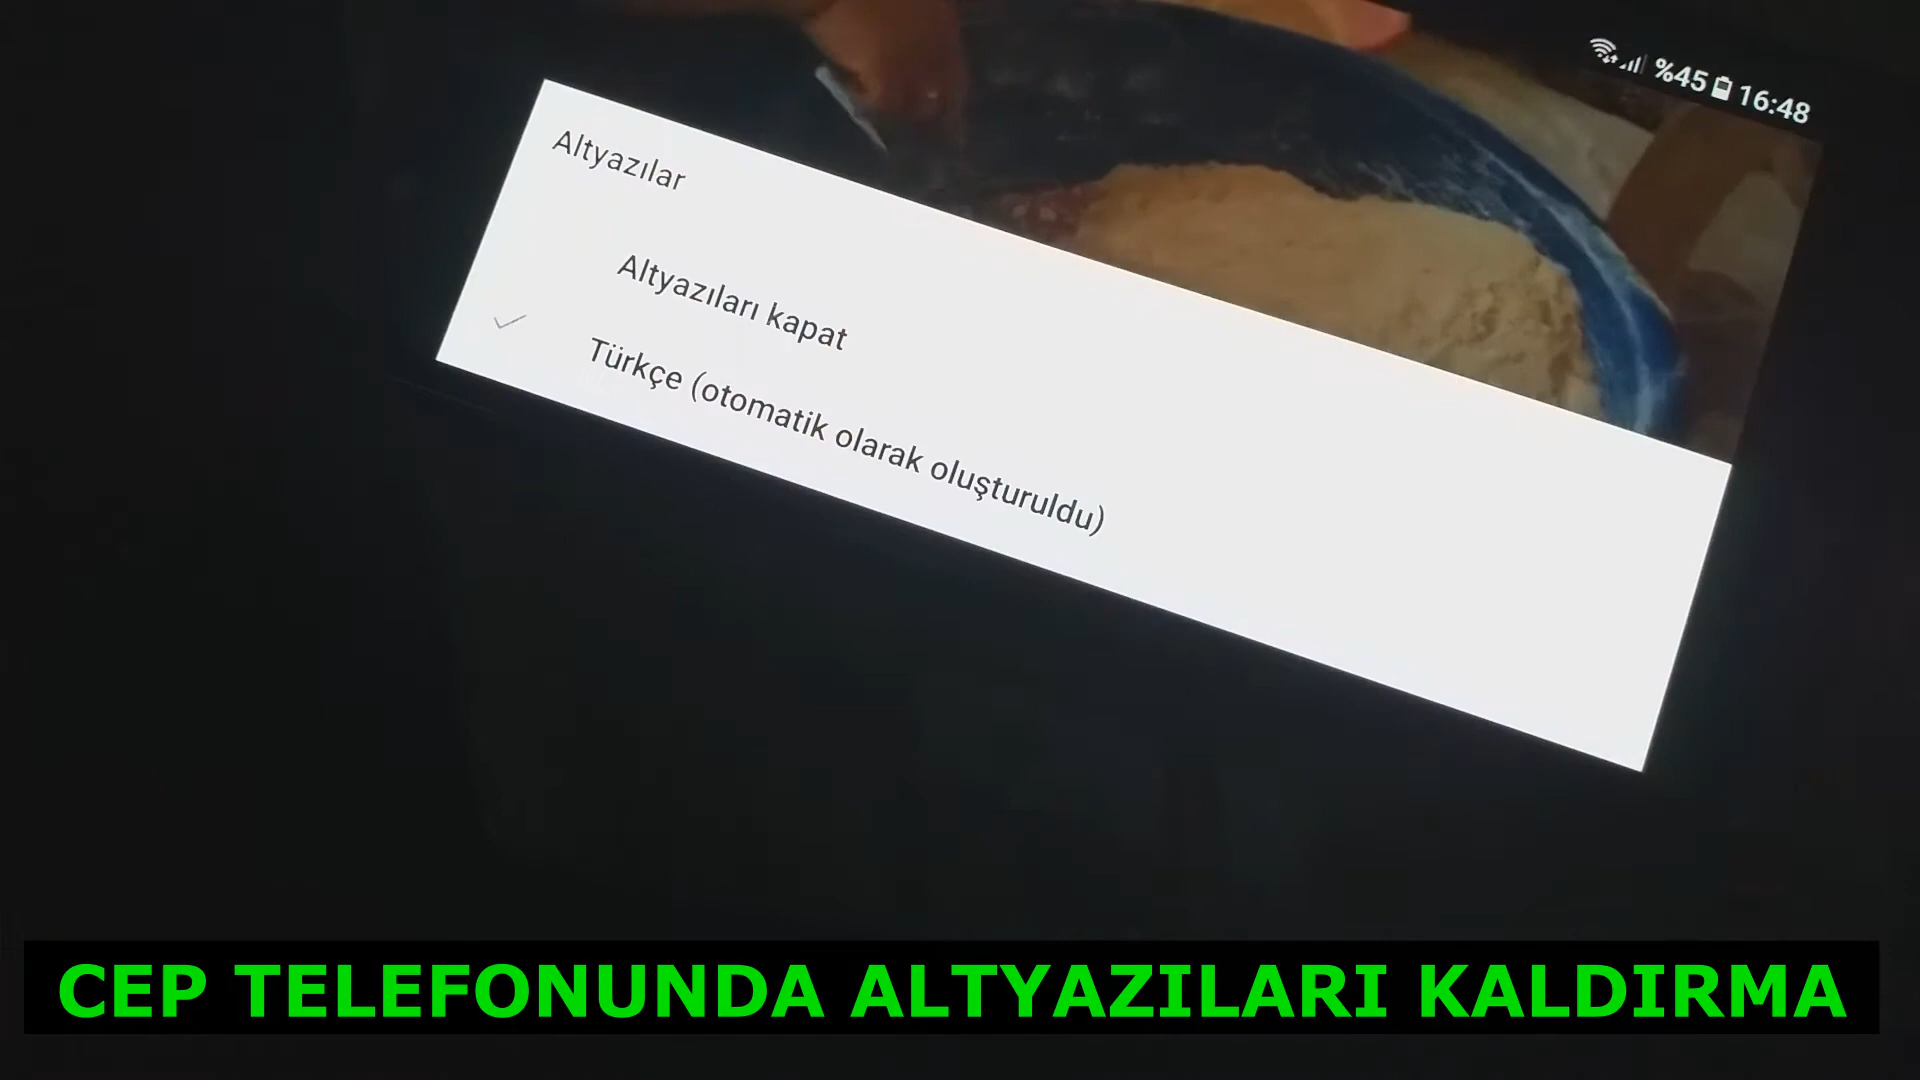 %45 16:48
Altyazılar
Altyazıları kapat
Türkçe (otomatik olarak oluşturuldu)
CEP TELEFONUNDA ALTYAZILARI KALDIRMA